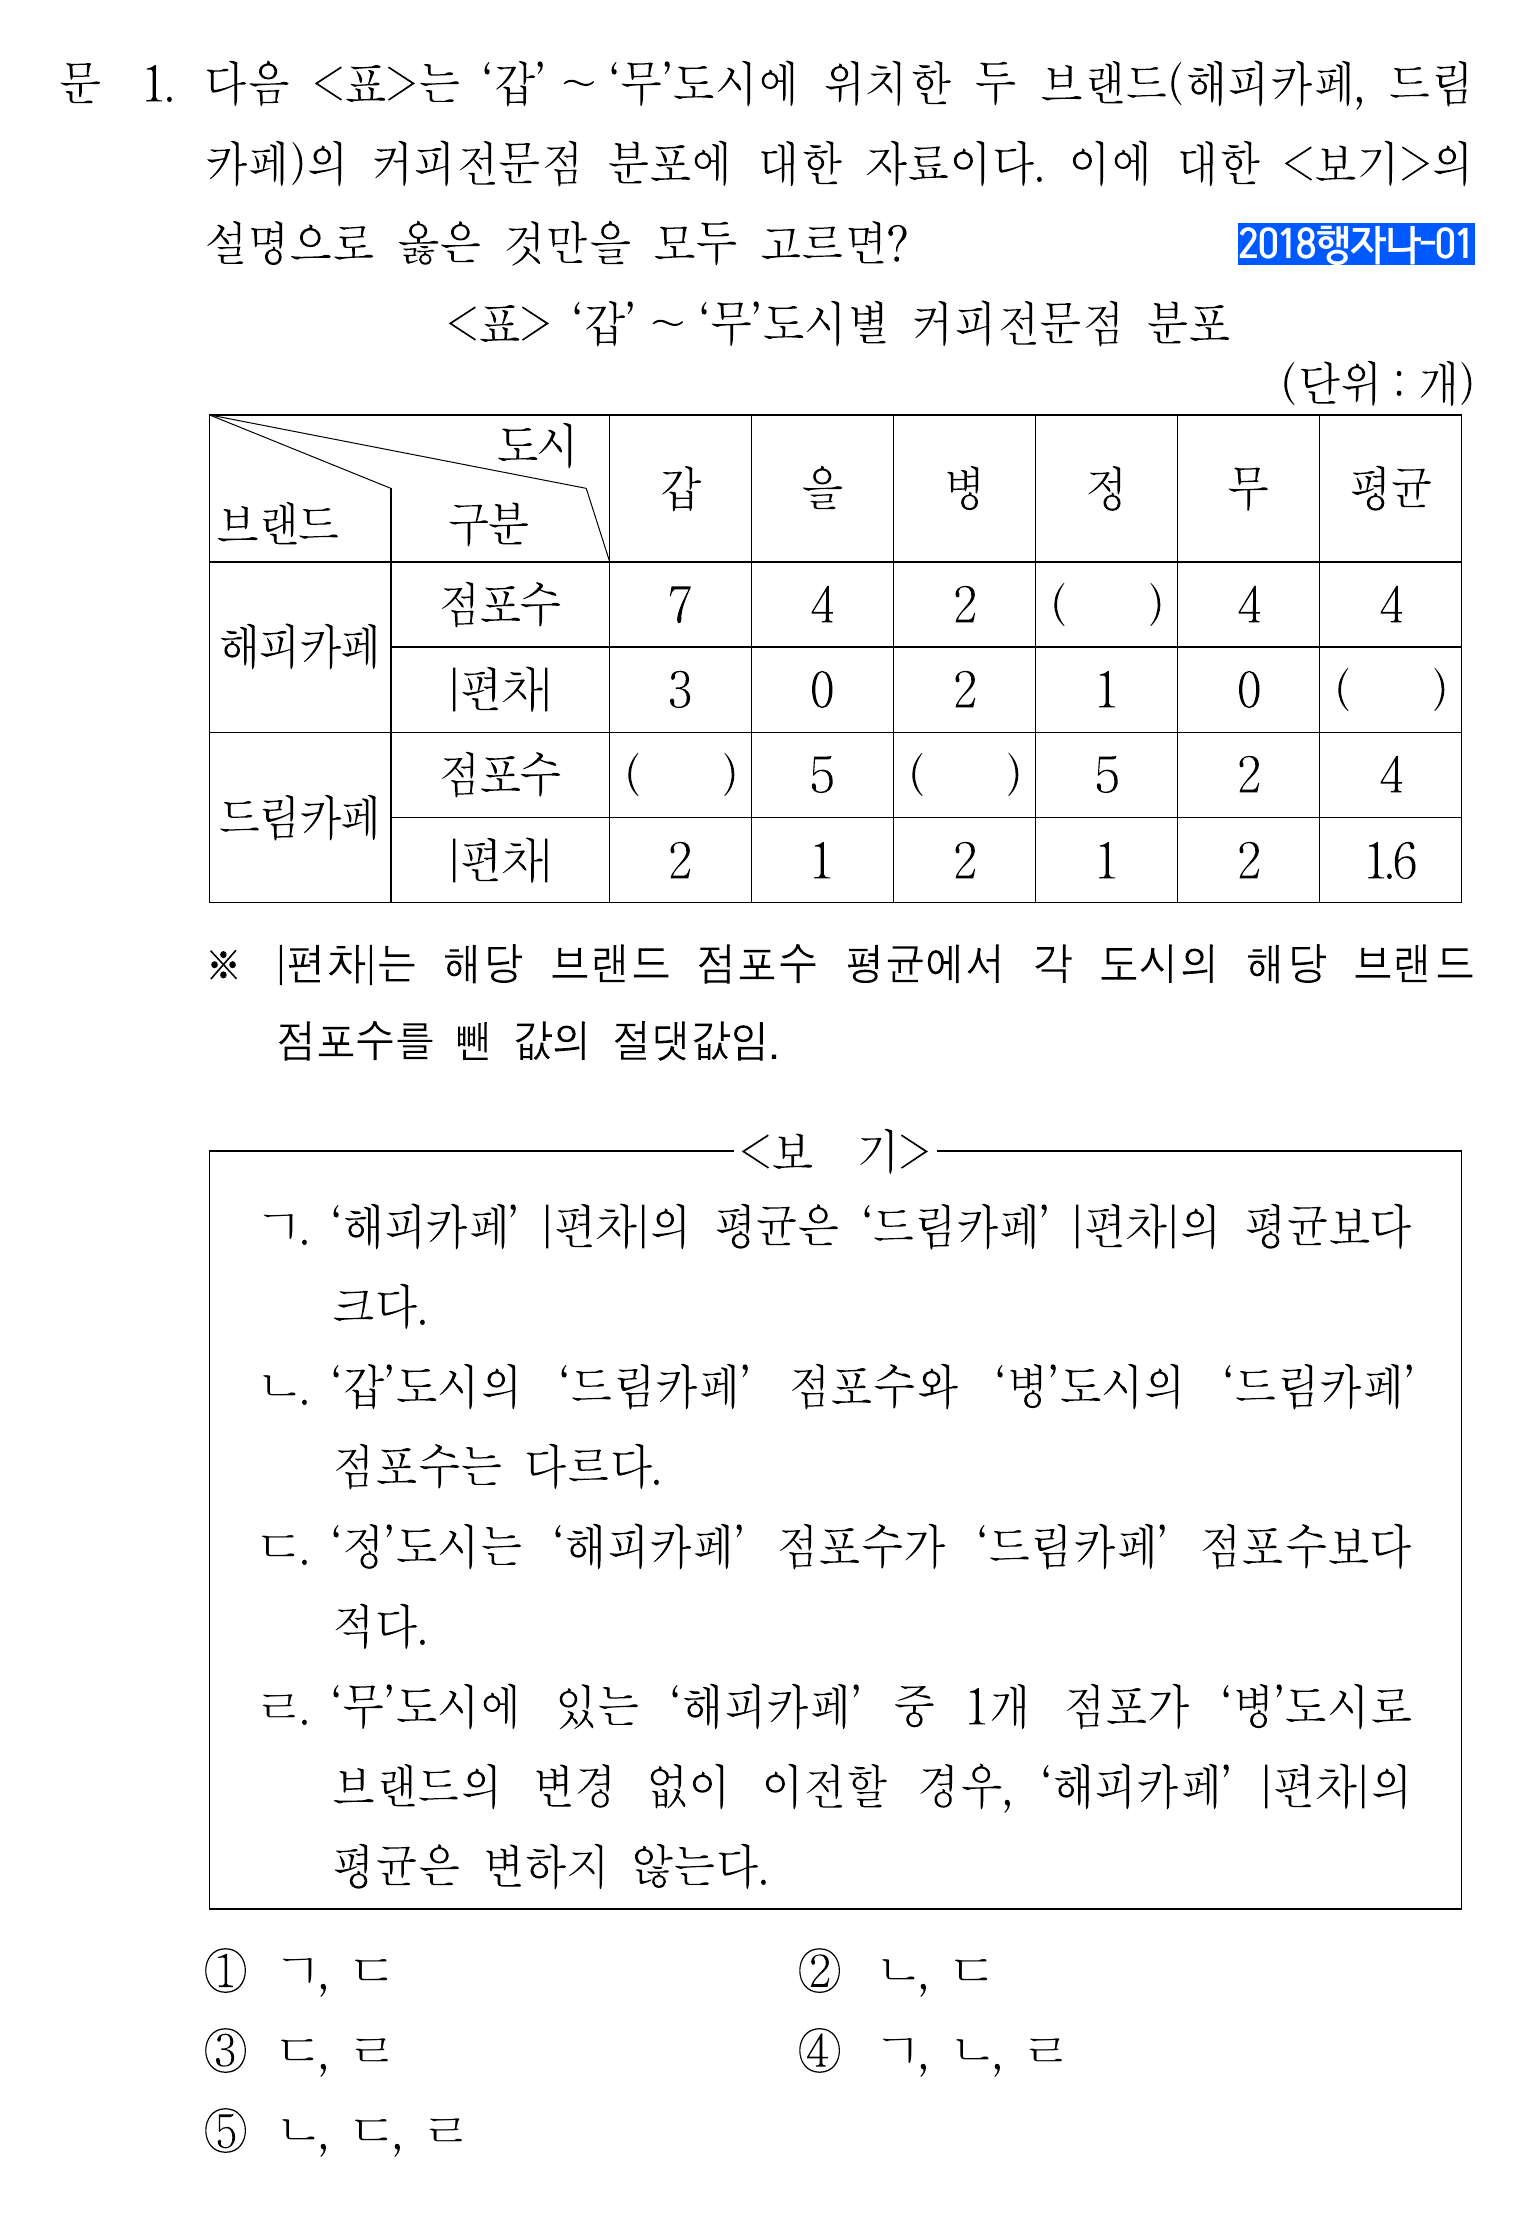 문 1. 다음 <표>는 ‘갑’ ~ ‘무’도시에 위치한 두 브랜드(해피카페, 드림
카페)의 커피전문점 분포에 대한 자료이다. 이에 대한 <보기>의
설명으로 옳은 것만을 모두 고르면? 2018행자나-01
<표> ‘갑’ ~ ‘무’도시별 커피전문점 분포
(단위 : 개)
도시
브랜드 구분 갑 을 병 정 무 평균
해피카페 점포수 7 4 2 ( ) 4 4
|편차| 3 0 2 1 0 ( )
드림카페 점포수 ( ) 5 ( ) 5 2 4
|편차| 2 1 2 1 2 1.6
※ |편차|는 해당 브랜드 점포수 평균에서 각 도시의 해당 브랜드
점포수를 뺀 값의 절댓값임.
<보 기>
ㄱ. ‘해피카페’ |편차|의 평균은 ‘드림카페’ |편차|의 평균보다
크다.
ㄴ. ‘갑’도시의 ‘드림카페’ 점포수와 ‘병’도시의 ‘드림카페’
점포수는 다르다.
ㄷ. ‘정’도시는 ‘해피카페’ 점포수가 ‘드림카페’ 점포수보다
적다.
ㄹ. ‘무’도시에 있는 ‘해피카페’ 중 1개 점포가 ‘병’도시로
브랜드의 변경 없이 이전할 경우, ‘해피카페’ |편차|의
평균은 변하지 않는다.
① ㄱ, ㄷ ② ㄴ, ㄷ
③ ㄷ, ㄹ ④ ㄱ, ㄴ, ㄹ
⑤ ㄴ, ㄷ, ㄹ